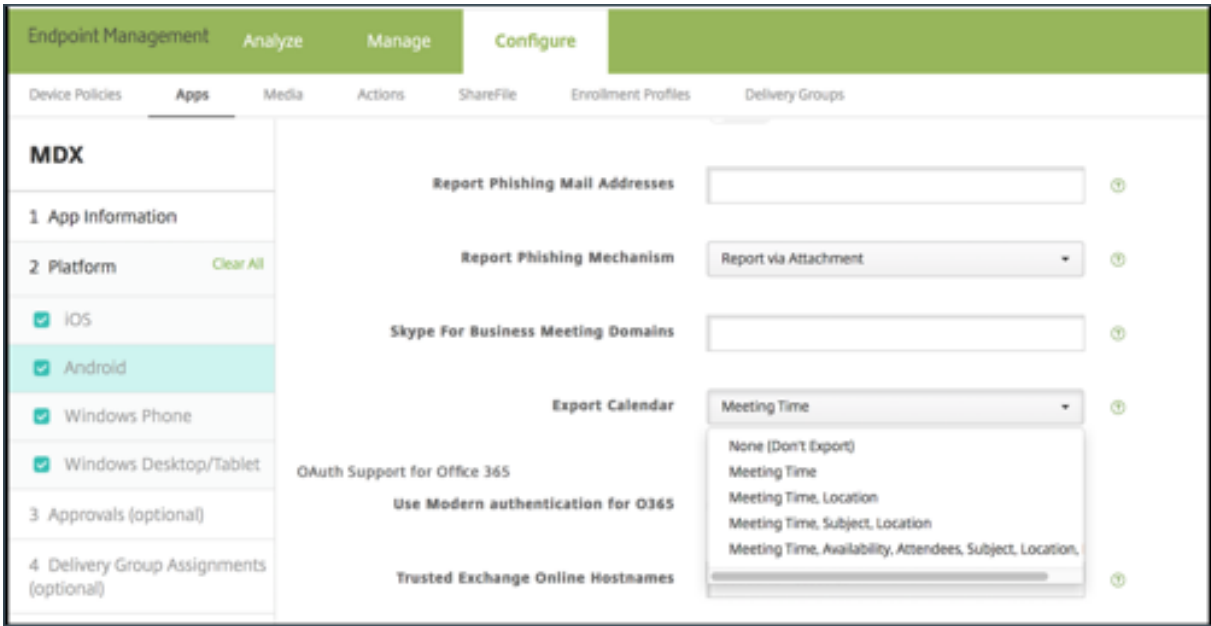 Endpoint Management Analyze Manage Configure
Device Policies Apps Media Actions ShareFile Enrollment Profiles Delivery Groups
MDX
1 App Information
2 Platform Clear All
iOS
Android
Windows Phone
Windows Desktop/Tablet
3 Approvals (optional)
4 Delivery Group Assignments
(optional)
Report Phishing Mail Addresses
Report Phishing Mechanism Report via Attachment
Skype For Business Meeting Domains
Export Calendar Meeting Time
None (Don't Export)
Meeting Time
Meeting Time, Location
Meeting Time, Subject, Location
Meeting Time, Availability, Attendees, Subject, Location,
OAuth Support for Office 365
Use Modern authentication for O365
Trusted Exchange Online Hostnames